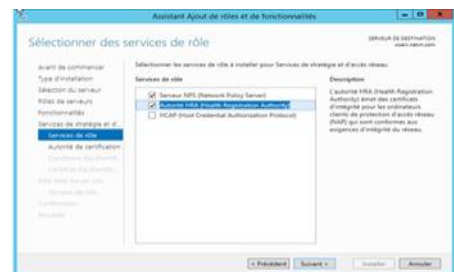 Assistant Ajout de rôles et de fonctionnalités
Sélectionner des services de rôle
SERVEUR DE DESTINATION
Avant de commencer
Type d'installation
Sélection du serveur
Rôles de serveurs
Fonctionnalités
Services de stratégie et d'...
Services de rôle
Autorité de certification
Confirmation
Résultats
Sélectionner les services de rôle à installer pour Services de stratégie et d'accès réseau.
Services de rôle
Serveur NPS (Network Policy Server)
Autorité HRA (Health Registration Authority)
HCAP (Host Credential Authorization Protocol)
Description
L'autorité HRA (Health Registration
Authority) émet des certificats
d'intégrité pour les ordinateurs
clients de protection d'accès réseau
(NAP) qui sont conformes aux
exigences d'intégrité du réseau.
< Précédent
Suivant >
Installer
Annuler